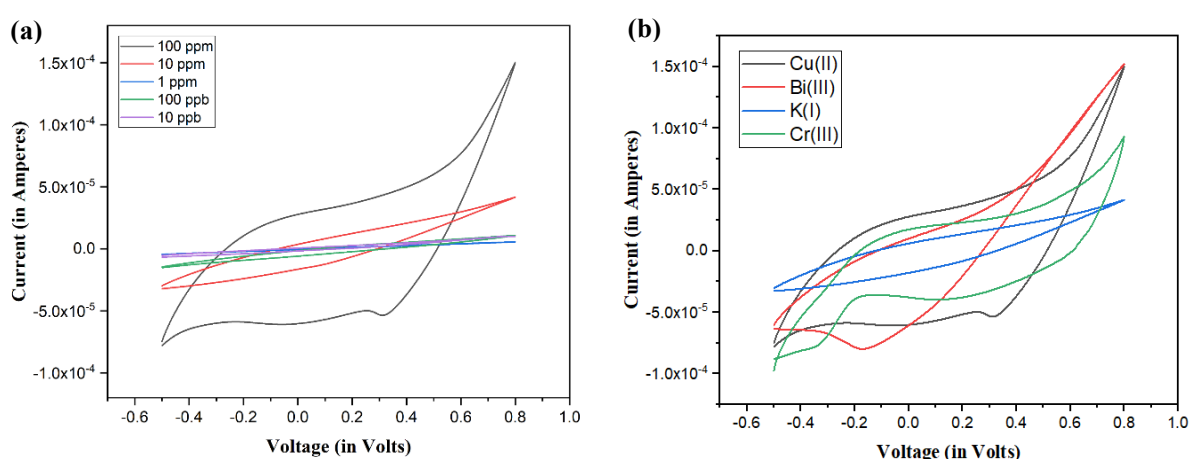 (a)
100 ppm
10 ppm
1 ppm
100 ppb
10 ppb
Current (in Amperes)
1.5x10⁻⁴
1.0x10⁻⁴
5.0x10⁻⁵
0.0
-5.0x10⁻⁵
-1.0x10⁻⁴
-0.6 -0.4 -0.2 0.0 0.2 0.4 0.6 0.8 1.0
Voltage (in Volts)
(b)
Cu(II)
Bi(III)
K(I)
Cr(III)
Current (in Amperes)
1.5x10⁻⁴
1.0x10⁻⁴
5.0x10⁻⁵
0.0
-5.0x10⁻⁵
-1.0x10⁻⁴
-0.6 -0.4 -0.2 0.0 0.2 0.4 0.6 0.8 1.0
Voltage (in Volts)